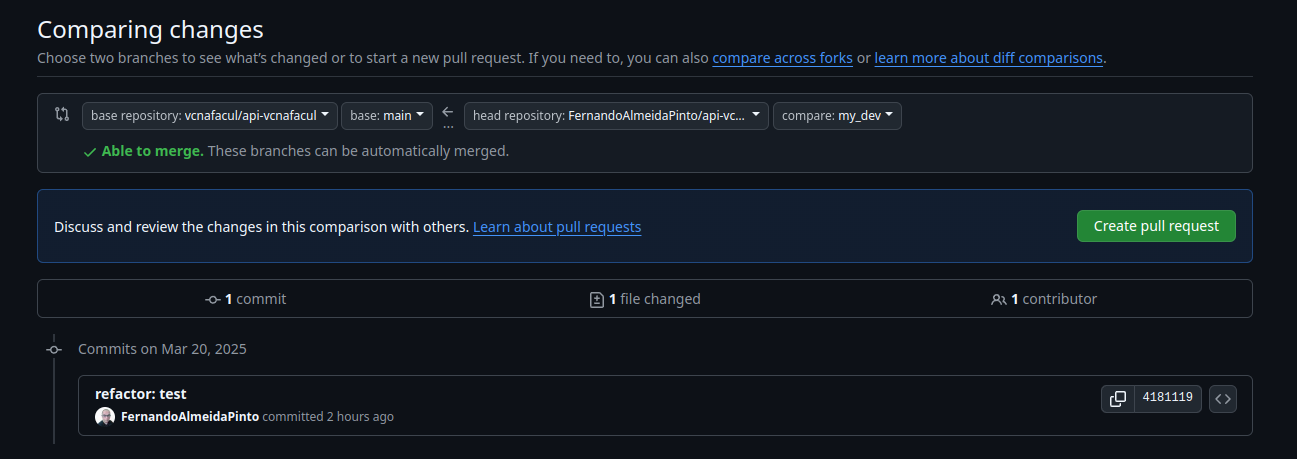 Comparing changes
Choose two branches to see what's changed or to start a new pull request. If you need to, you can also compare across forks or learn more about diff comparisons.
base repository: vcnafacul/api-vcnafacul base: main ... head repository: FernandoAlmeidaPinto/api-vc... compare: my_dev
Able to merge. These branches can be automatically merged.
Discuss and review the changes in this comparison with others. Learn about pull requests Create pull request
1 commit 1 file changed 1 contributor
Commits on Mar 20, 2025
refactor: test
4181119
FernandoAlmeidaPinto committed 2 hours ago